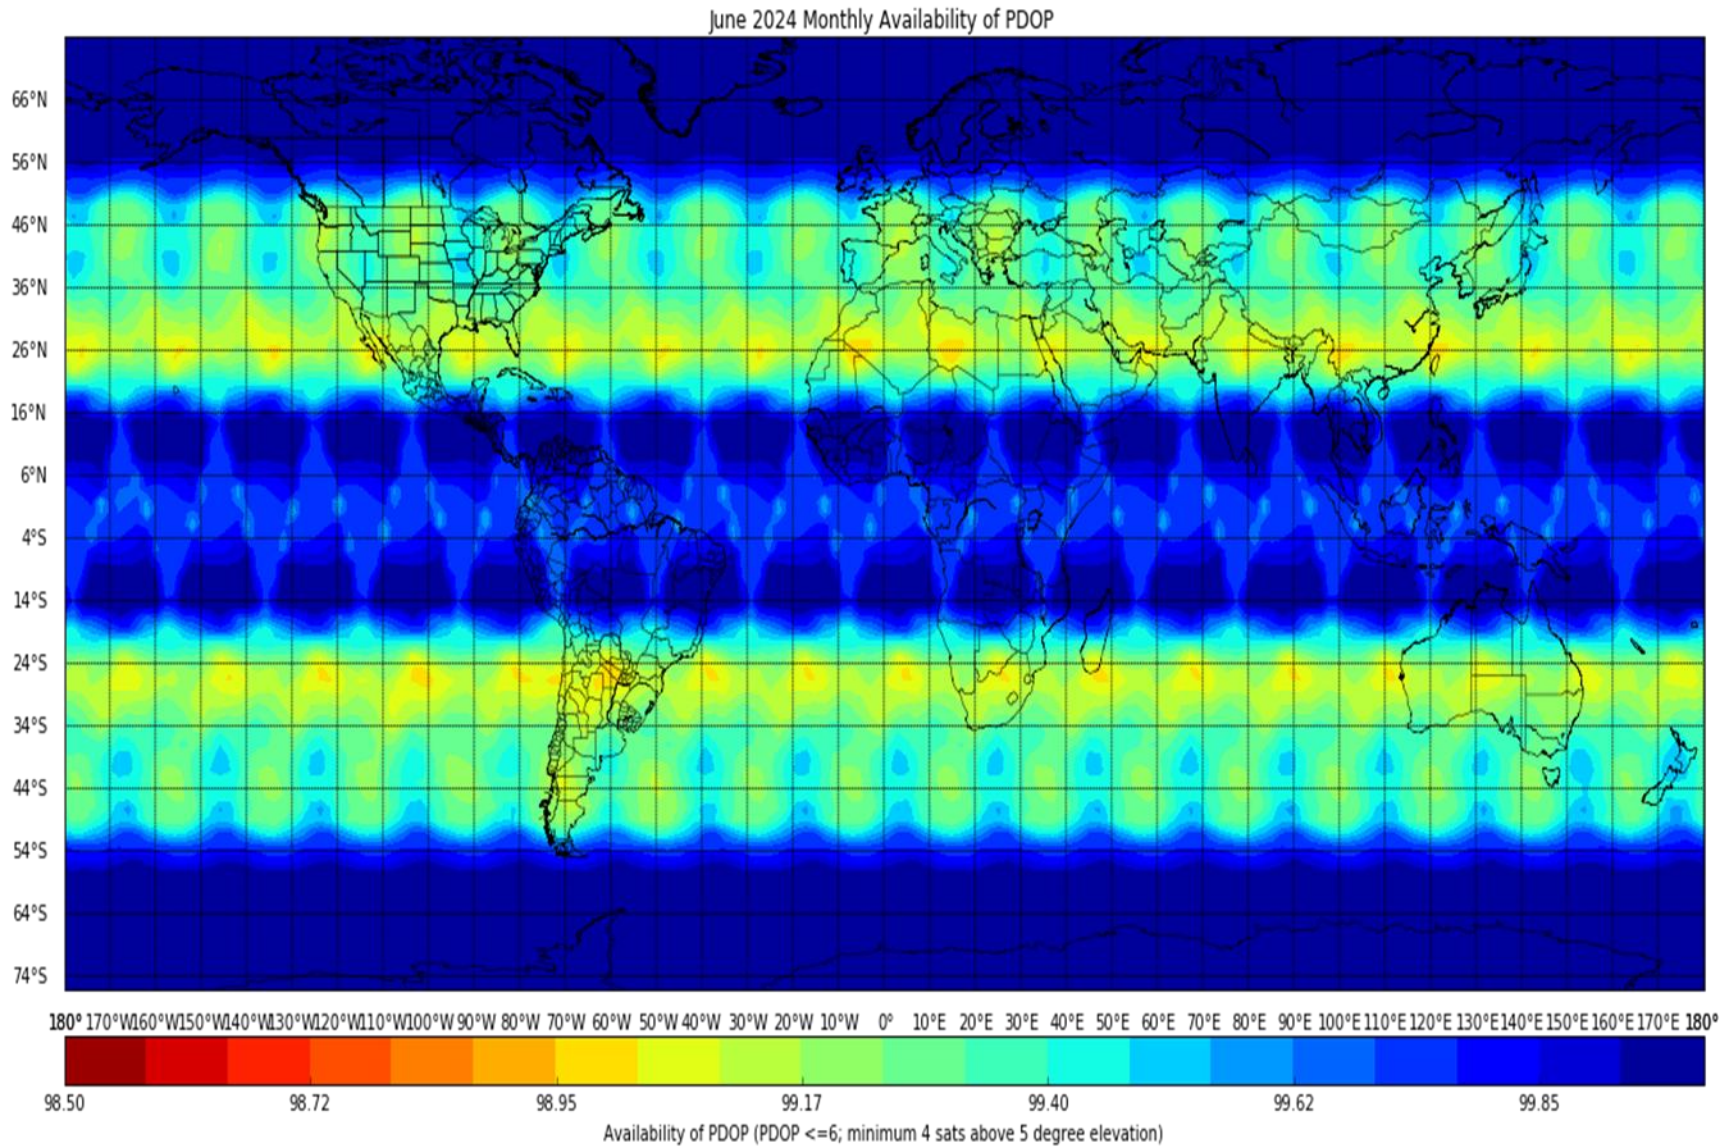 June 2024 Monthly Availability of PDOP
66°N
56°N
46°N
36°N
26°N
16°N
6°N
4°S
14°S
24°S
34°S
44°S
54°S
64°S
74°S
180° 170°W 160°W 150°W 140°W 130°W 120°W 110°W 100°W 90°W 80°W 70°W 60°W 50°W 40°W 30°W 20°W 10°W 0° 10°E 20°E 30°E 40°E 50°E 60°E 70°E 80°E 90°E 100°E 110°E 120°E 130°E 140°E 150°E 160°E 170°E 180°
98.50 98.72 98.95 99.17 99.40 99.62 99.85
Availability of PDOP (PDOP <=6; minimum 4 sats above 5 degree elevation)